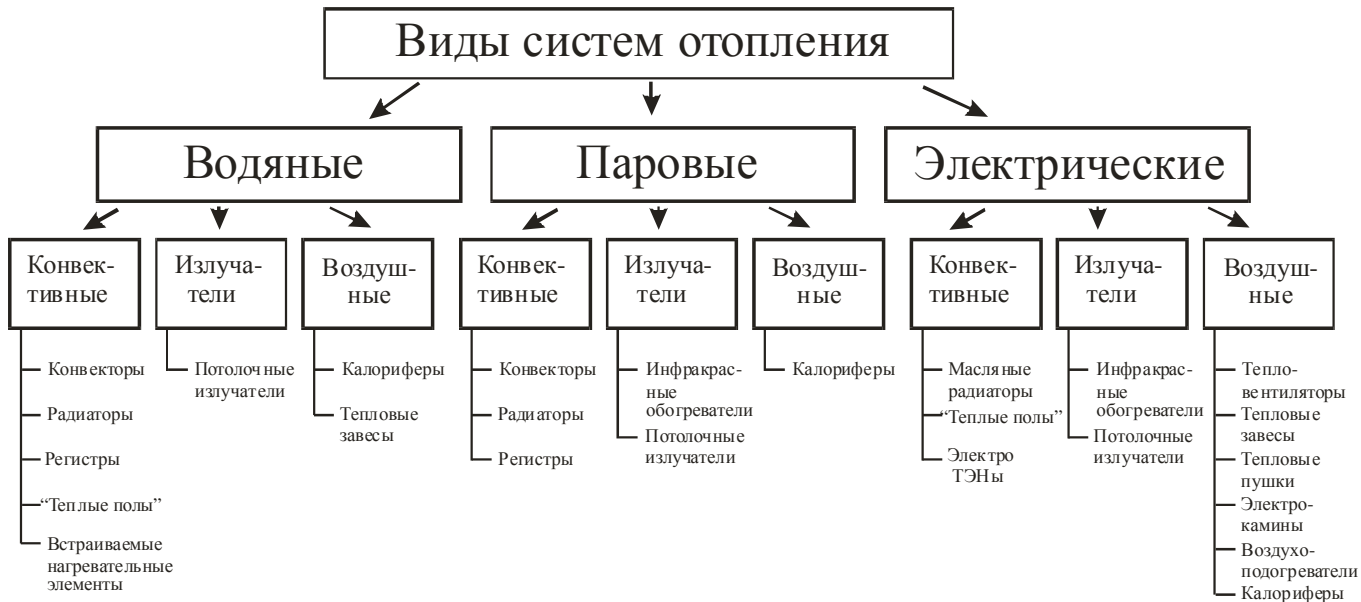 Виды систем отопления
Водяные
Паровые
Электрические
Конвек-
тивные
Излуча-
тели
Воздуш-
ные
Конвек-
тивные
Излуча-
тели
Воздуш-
ные
Конвек-
тивные
Излуча-
тели
Воздуш-
ные
Конвекторы
Радиаторы
Регистры
“Теплые полы”
Встраиваемые
нагревательные
элементы
Потолочные
излучатели
Калориферы
Тепловые
завесы
Конвекторы
Радиаторы
Регистры
Инфракрас-
ные
обогреватели
Потолочные
излучатели
Калориферы
Масляные
радиаторы
“Теплые полы”
Электро
ТЭНы
Инфракрас-
ные
обогреватели
Потолочные
излучатели
Тепло-
вентиляторы
Тепловые
завесы
Тепловые
пушки
Электро-
камины
Воздухо-
подогреватели
Калориферы